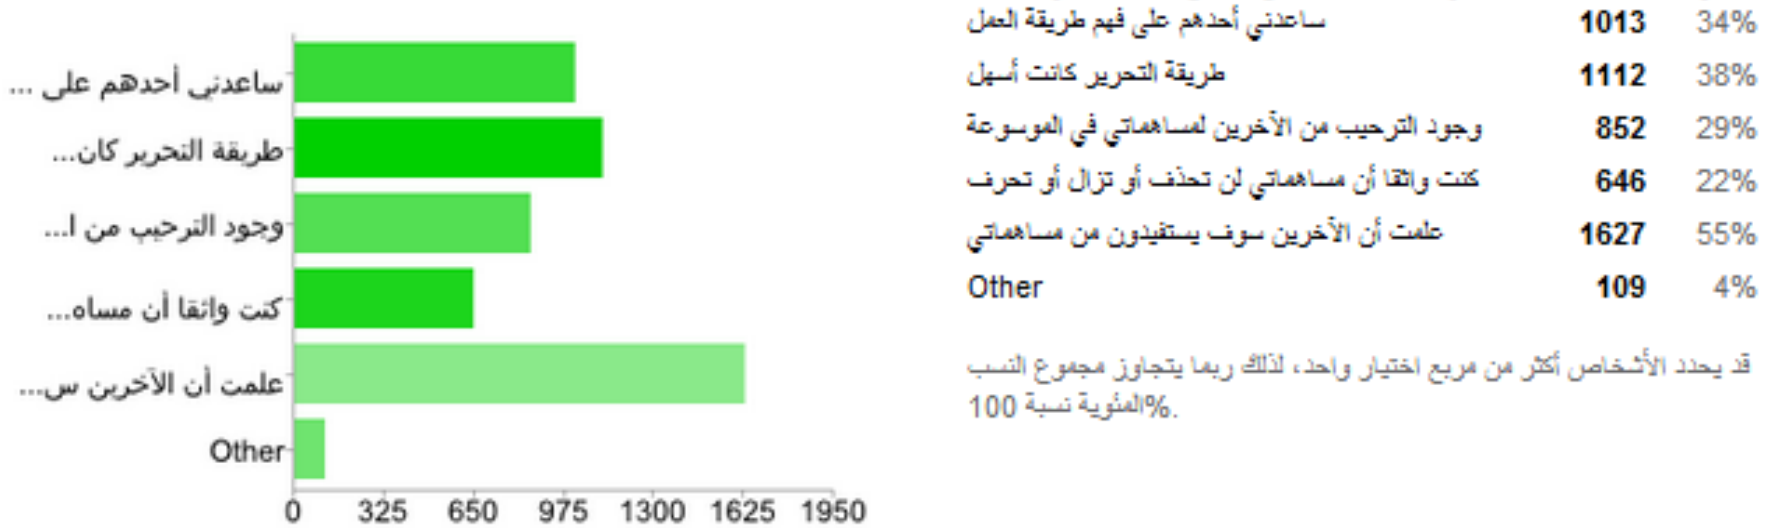 ساعدني أحدهم على ...
طريقة التحرير كان...
وجود الترحيب من ا...
كنت واثقا أن مساه...
علمت أن الآخرين س...
Other
0 325 650 975 1300 1625 1950
ساعدني أحدهم على فهم طريقة العمل 1013 34%
طريقة التحرير كانت أسهل 1112 38%
وجود الترحيب من الآخرين لمساهماتي في الموسوعة 852 29%
كنت واثقا أن مساهماتي لن تحذف أو تزال أو تحرف 646 22%
علمت أن الآخرين سوف يستفيدون من مساهماتي 1627 55%
Other 109 4%
قد يحدد الأشخاص أكثر من مربع اختيار واحد، لذلك ربما يتجاوز مجموع النسب
المئوية نسبة 100%.